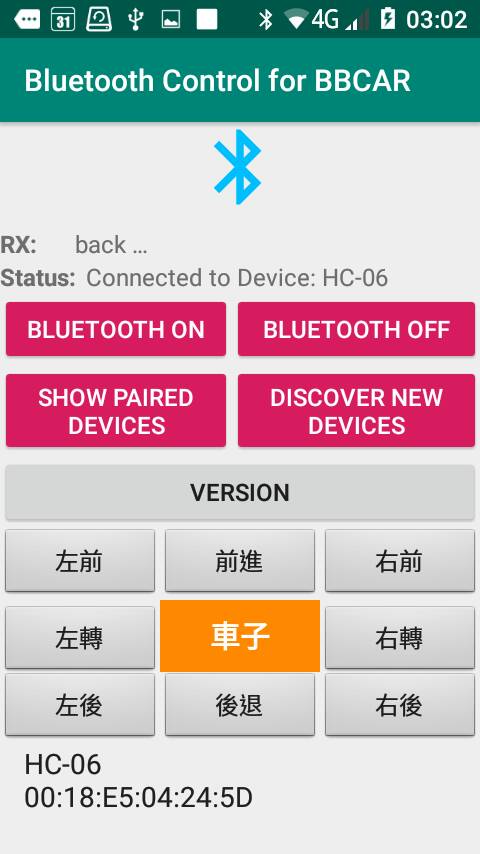 31 4G 03:02
Bluetooth Control for BBCAR
RX: back ...
Status: Connected to Device: HC-06
BLUETOOTH ON BLUETOOTH OFF
SHOW PAIRED DEVICES DISCOVER NEW DEVICES
VERSION
左前 前進 右前
左轉 車子 右轉
左後 後退 右後
HC-06
00:18:E5:04:24:5D